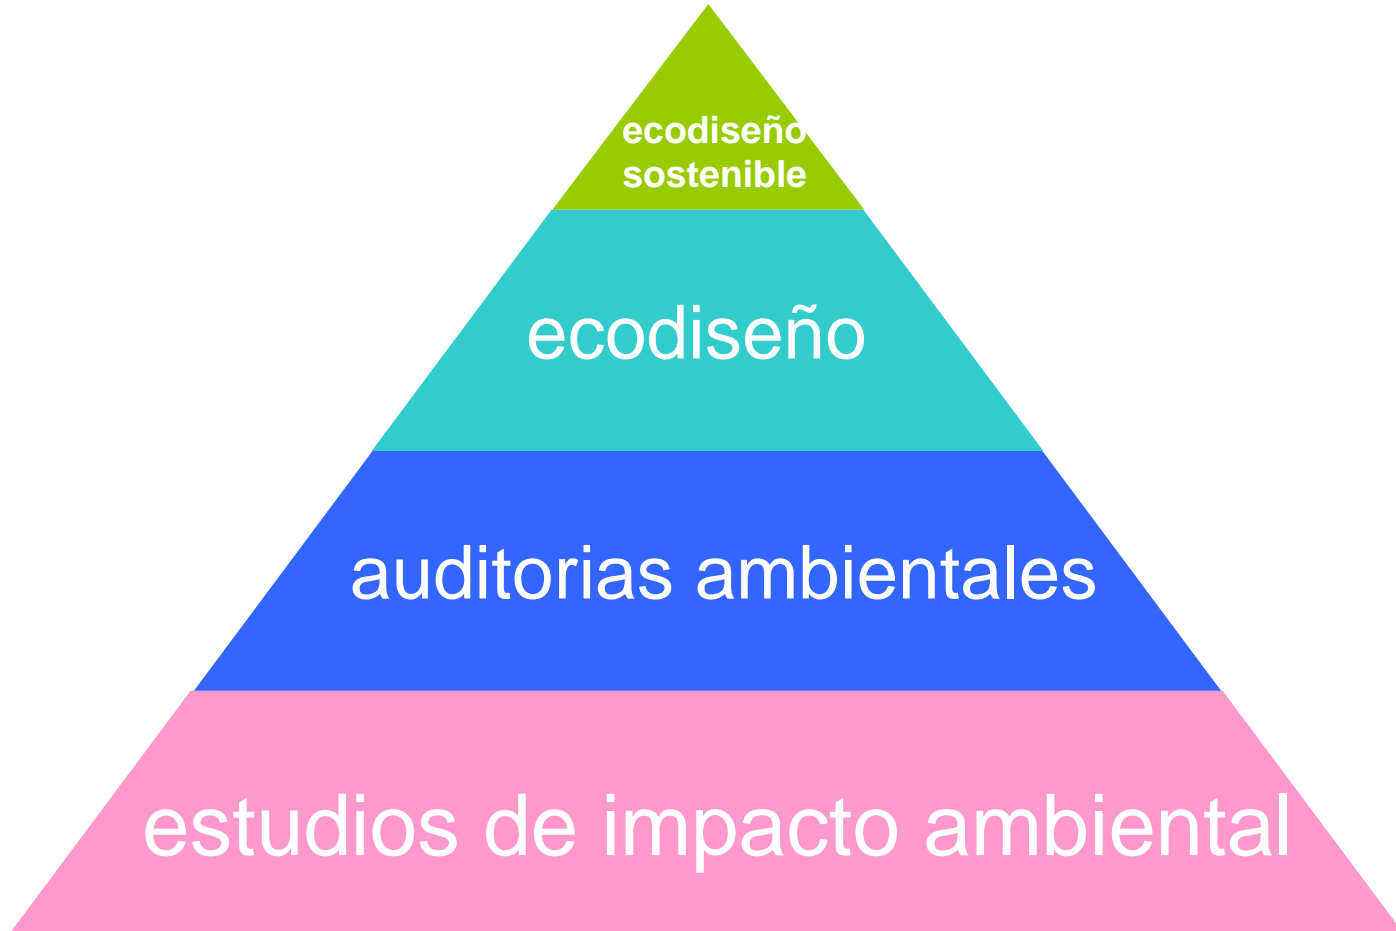 ecodiseño
sostenible
ecodiseño
auditorias ambientales
estudios de impacto ambiental